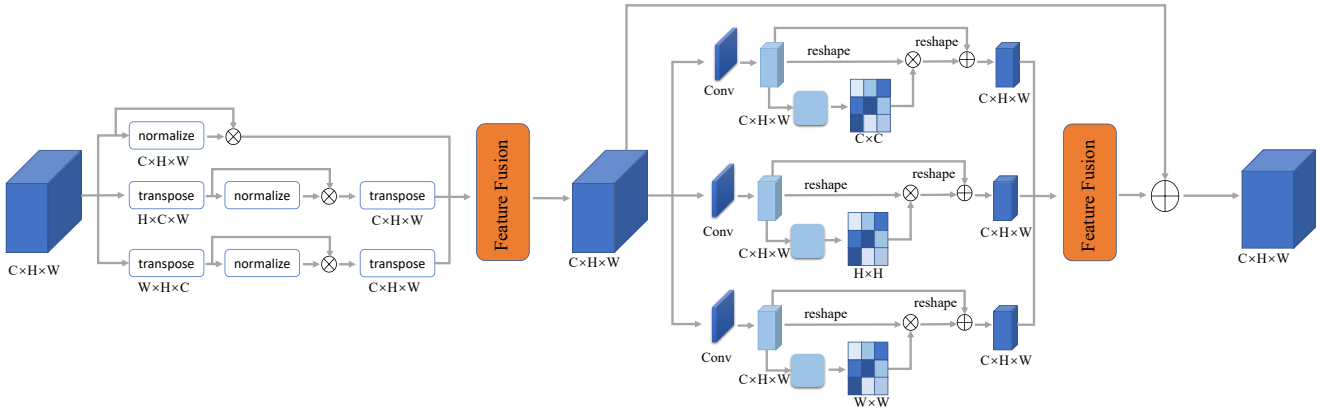 normalize
C×H×W
transpose
normalize
transpose
H×C×W
C×H×W
transpose
normalize
transpose
W×H×C
C×H×W
C×H×W
Feature Fusion
C×H×W
Conv
reshape
reshape
C×H×W
C×C
C×H×W
Conv
reshape
reshape
C×H×W
H×H
C×H×W
Conv
reshape
reshape
C×H×W
W×W
C×H×W
Feature Fusion
C×H×W